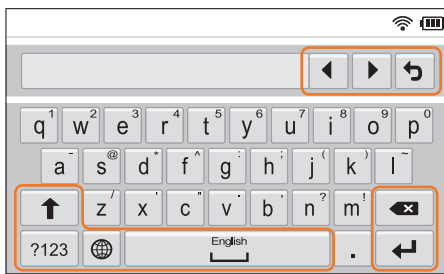 q 1 w 2 e 3 r 4 t 5 y 6 u 7 i 8 o 9 p 0
a - s @ d * f ^ g : h ; j ( k ) l ~
z / x ' c " v . b , n ? m !
?123 English .